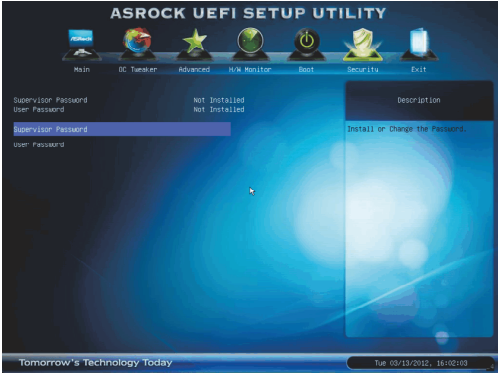 ASROCK UEFI SETUP UTILITY
ASRock
Main OC Tweaker Advanced H/W Monitor Boot Security Exit
Supervisor Password Not Installed
User Password Not Installed
Supervisor Password
User Password
Description
Install or Change the Password.
Tomorrow's Technology Today
Tue 03/13/2012, 16:02:03